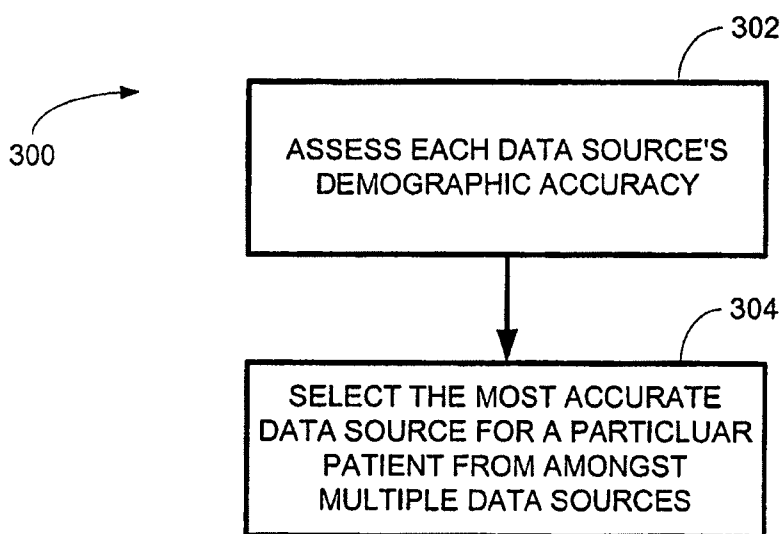 302
300
ASSESS EACH DATA SOURCE'S
DEMOGRAPHIC ACCURACY
304
SELECT THE MOST ACCURATE
DATA SOURCE FOR A PARTICLUAR
PATIENT FROM AMONGST
MULTIPLE DATA SOURCES